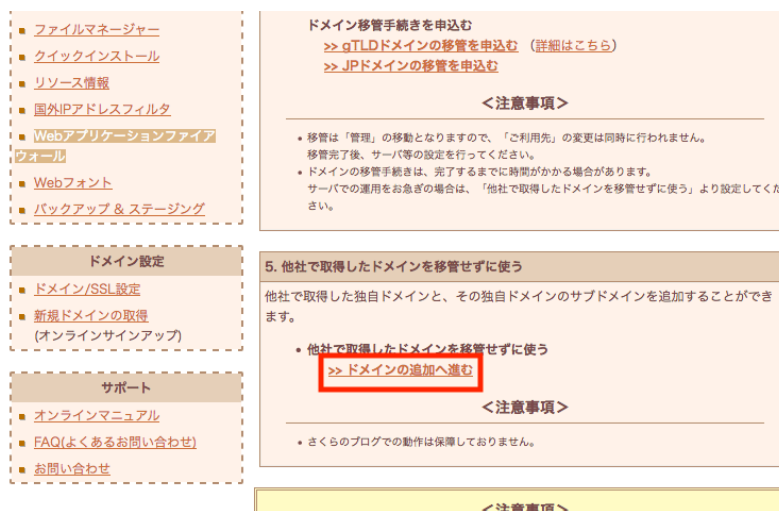 ファイルマネージャー
クイックインストール
リソース情報
国外IPアドレスフィルタ
Webアプリケーションファイア
ウォール
Webフォント
バックアップ & ステージング
ドメイン設定
ドメイン/SSL設定
新規ドメインの取得
(オンラインサインアップ)
サポート
オンラインマニュアル
FAQ(よくあるお問い合わせ)
お問い合わせ
ドメイン移管手続きを申込む
>> gTLDドメインの移管を申込む (詳細はこちら)
>> JPドメインの移管を申込む
＜注意事項＞
• 移管は「管理」の移動となりますので、「ご利用先」の変更は同時に行われません。
移管完了後、サーバ等の設定を行ってください。
• ドメインの移管手続きは、完了するまでに時間がかかる場合があります。
サーバでの運用をお急ぎの場合は、「他社で取得したドメインを移管せずに使う」より設定してくだ
さい。
5. 他社で取得したドメインを移管せずに使う
他社で取得した独自ドメインと、その独自ドメインのサブドメインを追加することができ
ます。
• 他社で取得したドメインを移管せずに使う
>> ドメインの追加へ進む
＜注意事項＞
• さくらのブログでの動作は保障しておりません。
＜注意事項＞